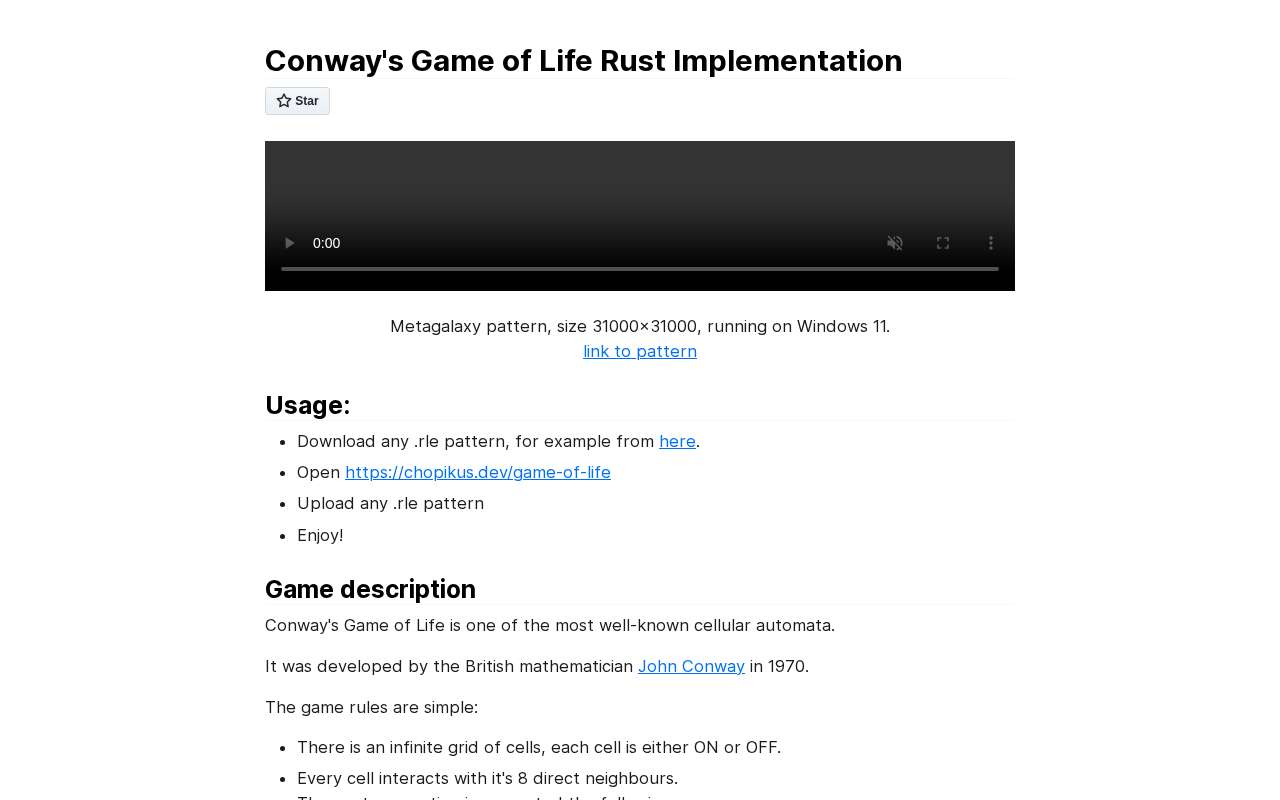 Conway's Game of Life Rust Implementation
Star
0:00
Metagalaxy pattern, size 31000×31000, running on Windows 11.
link to pattern
Usage:
Download any .rle pattern, for example from here.
Open https://chopikus.dev/game-of-life
Upload any .rle pattern
Enjoy!
Game description
Conway's Game of Life is one of the most well-known cellular automata.
It was developed by the British mathematician John Conway in 1970.
The game rules are simple:
There is an infinite grid of cells, each cell is either ON or OFF.
Every cell interacts with it's 8 direct neighbours.